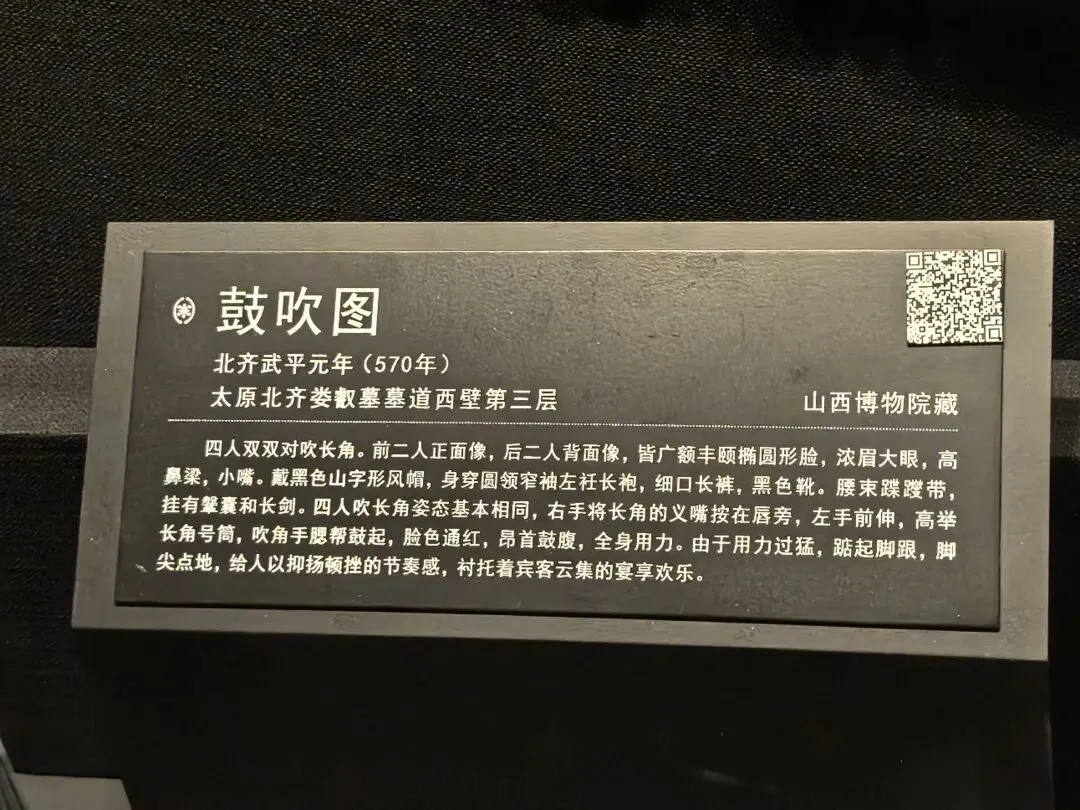 鼓吹图
北齐武平元年（570年）
太原北齐娄叡墓墓道西壁第三层
山西博物院藏
四人双双对吹长角。前二人正面像，后二人背面像，皆广额丰颐椭圆形脸，浓眉大眼，高
鼻梁，小嘴。戴黑色山字形风帽，身穿圆领窄袖左衽长袍，细口长裤，黑色靴。腰束蹀躞带，
挂有鞶囊和长剑。四人吹长角姿态基本相同，右手将长角的义嘴按在唇旁，左手前伸，高举
长角号筒，吹角手腮帮鼓起，脸色通红，昂首鼓腹，全身用力。由于用力过猛，踮起脚跟，脚
尖点地，给人以抑扬顿挫的节奏感，衬托着宾客云集的宴享欢乐。